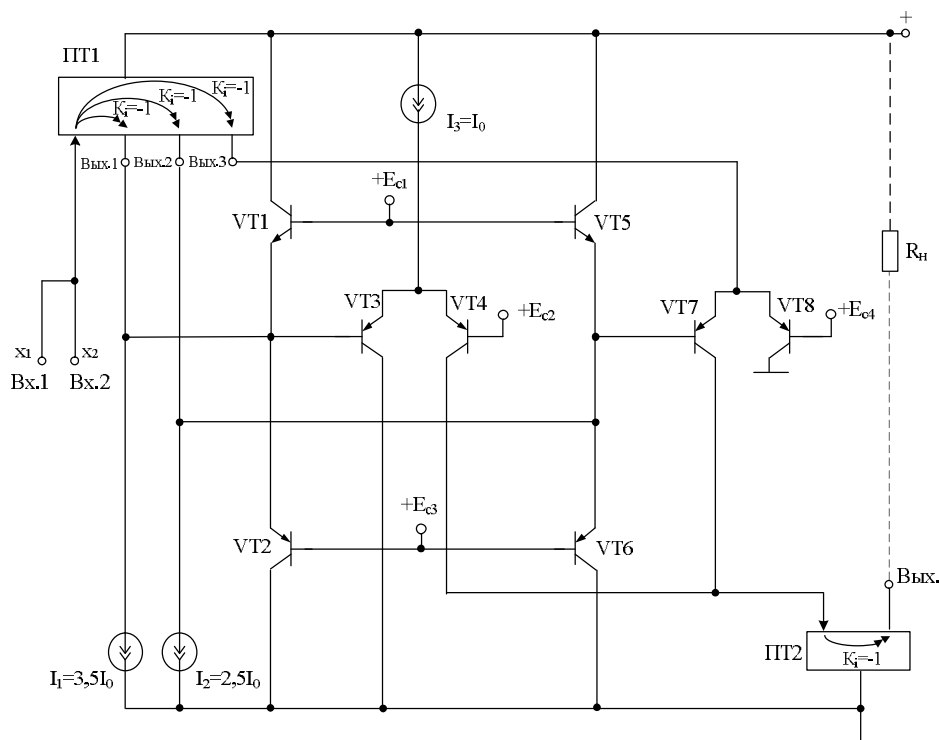 +
ПТ1
Ki=-1
Ki=-1
Ki=-1
I3=I0
Вых.1
Вых.2
Вых.3
+Ec1
VT1
VT5
Rн
VT3
VT4
+Ec2
VT7
VT8
+Ec4
x1
x2
Вх.1
Вх.2
+Ec3
VT2
VT6
Вых.
ПТ2
Ki=-1
I1=3,5I0
I2=2,5I0